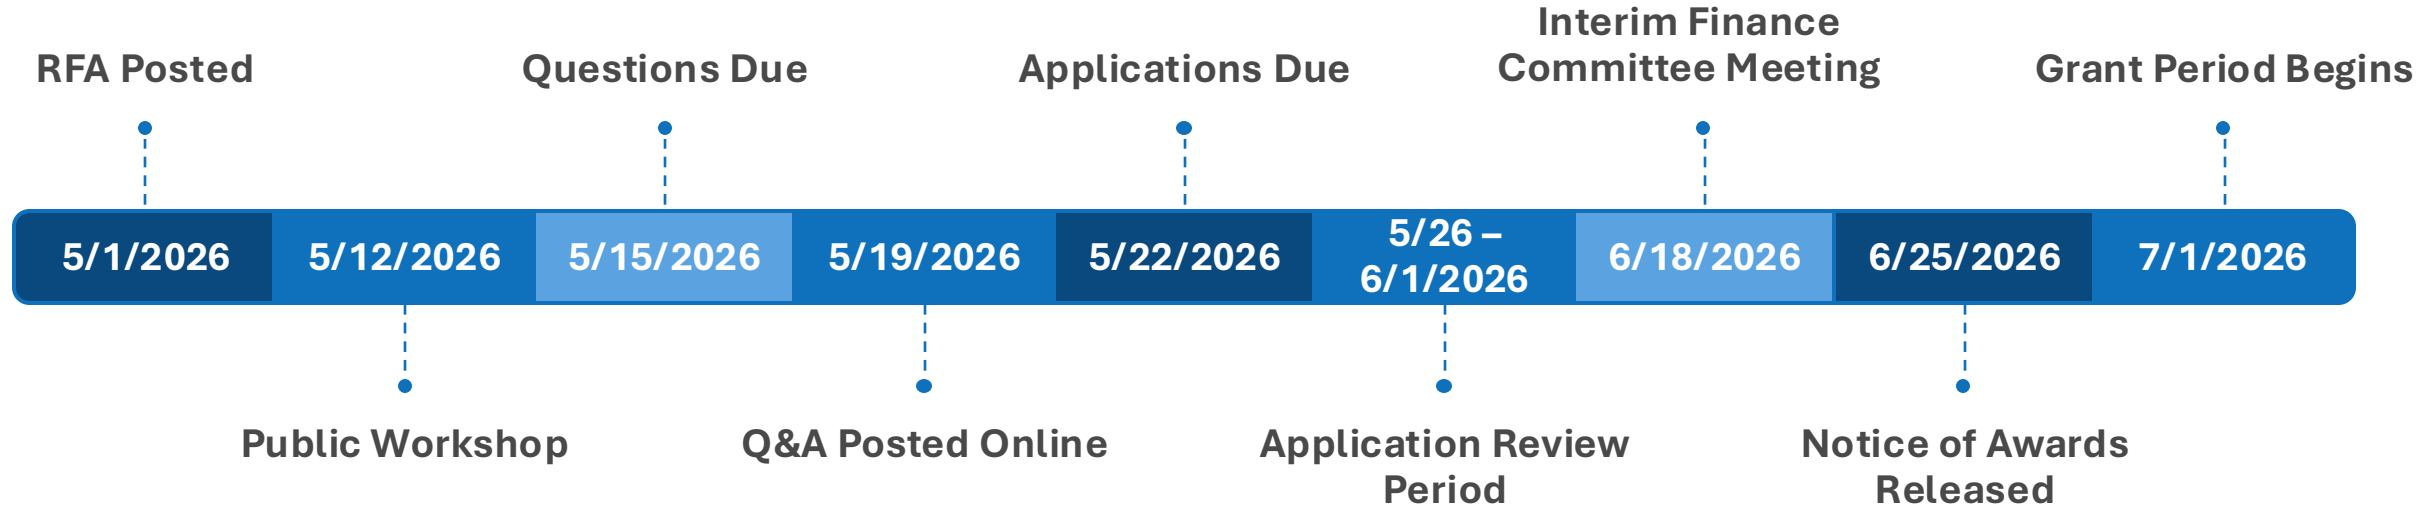 Interim Finance
RFA Posted
Questions Due
Applications Due
Committee Meeting
Grant Period Begins
5/1/2026
5/12/2026
5/15/2026
5/19/2026
5/22/2026
5/26 –
6/1/2026
6/18/2026
6/25/2026
7/1/2026
Public Workshop
Q&A Posted Online
Application Review
Period
Notice of Awards
Released